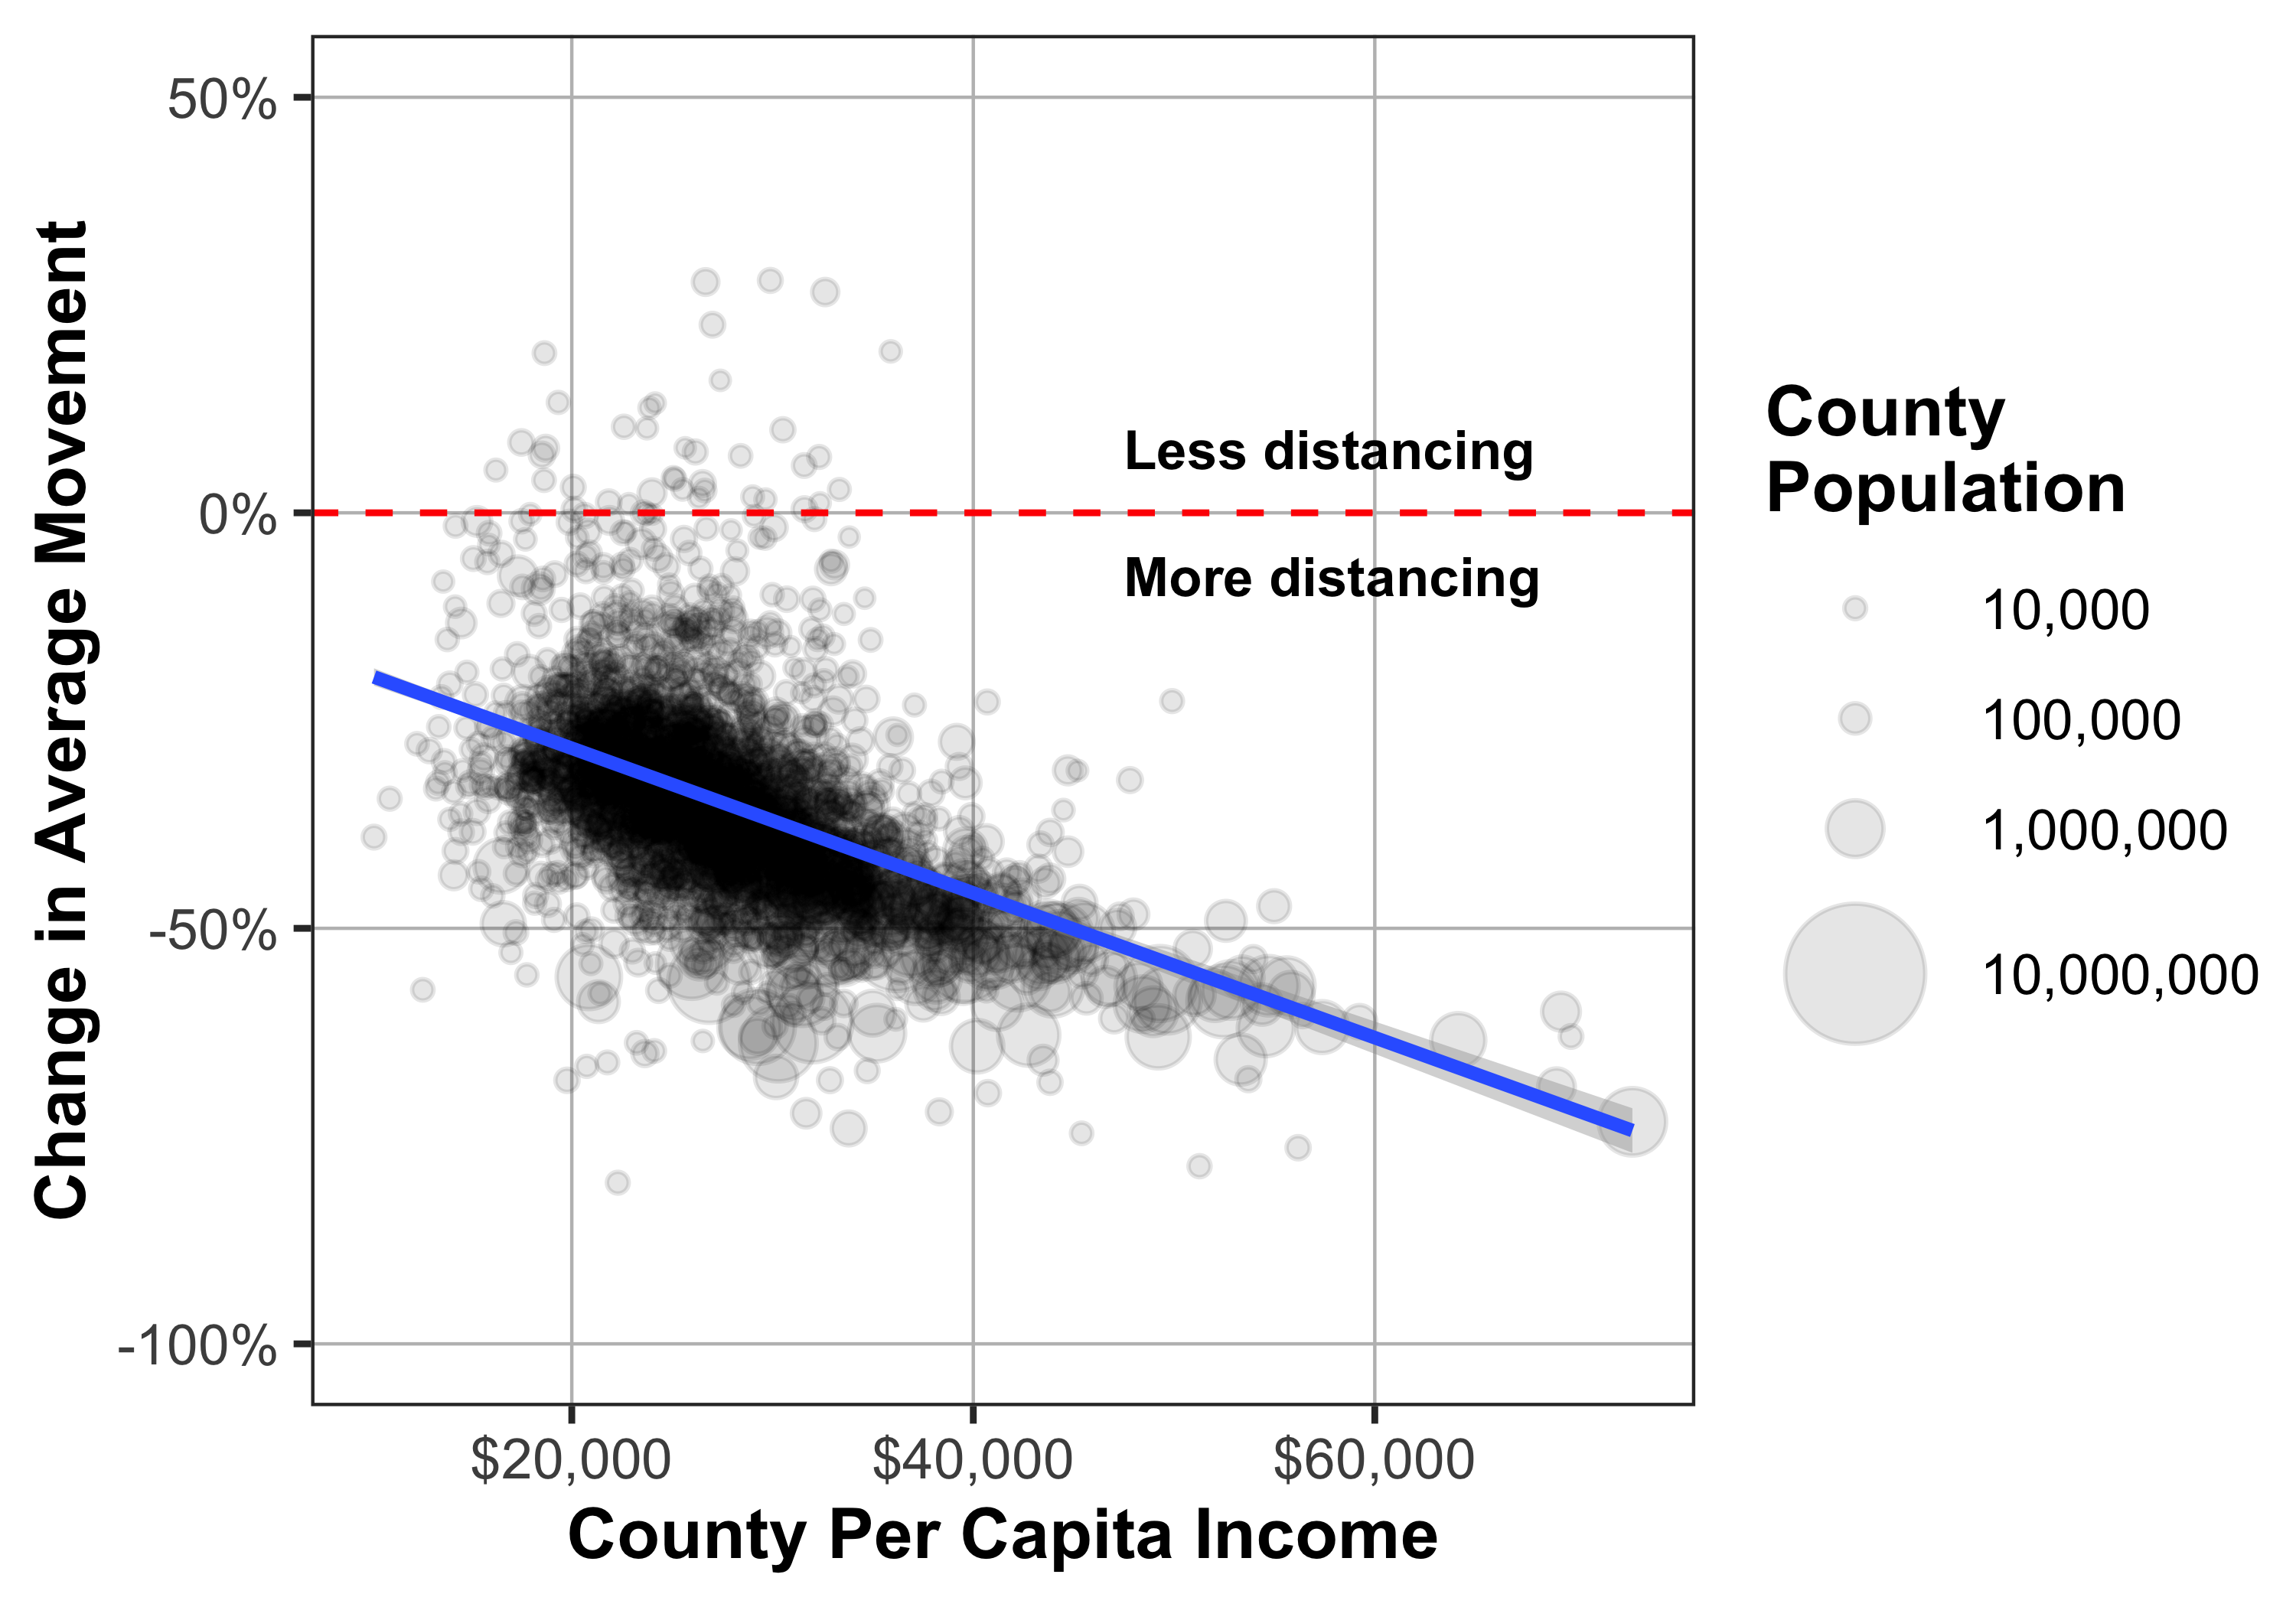 Change in Average Movement
50%
0%
-50%
-100%
Less distancing
More distancing
$20,000
$40,000
$60,000
County Per Capita Income
County
Population
10,000
100,000
1,000,000
10,000,000